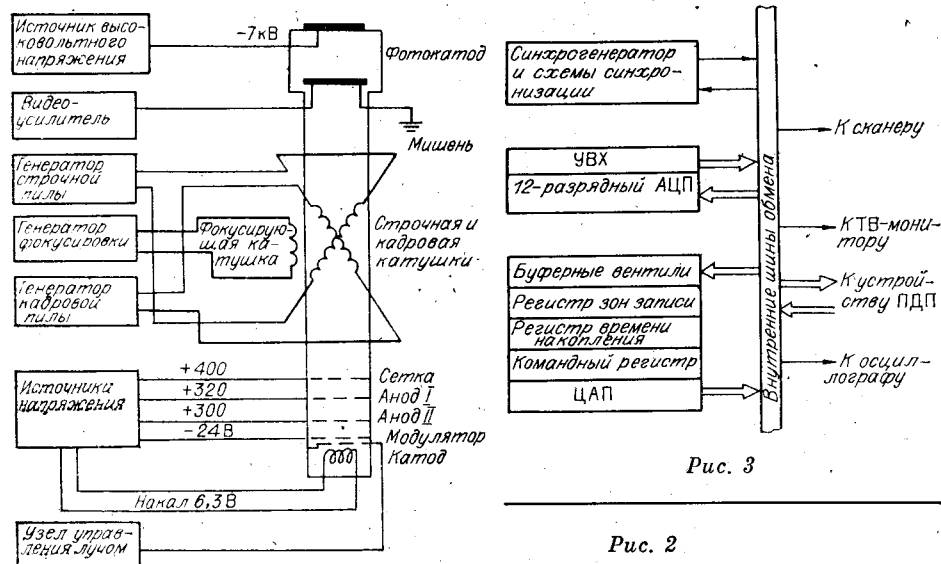 Источник высо-
ковольтного
напряжения
-7кВ
Фотокатод
Видео-
усилитель
Мишень
Генератор
строчной
пилы
Генератор
фокусировки
Фокусирую-
щая ка-
тушка
Строчная и
кадровая
катушки
Генератор
кадровой
пилы
Источники
напряжения
+400
Сетка
+320
Анод I
+300
Анод II
-24В
Модулятор
Катод
Накал 6,3В
Узел управ-
ления лучом
Синхрогенератор
и схемы синхро-
низации
К сканеру
УВХ
12-разрядный АЦП
К ТВ-мони-
тору
Буферные вентили
Регистр зон записи
Регистр времени
накопления
Командный регистр
ЦАП
Внутренние шины обмена
К устрой-
ству ПДП
К осцил-
лографу
Рис. 3
Рис. 2